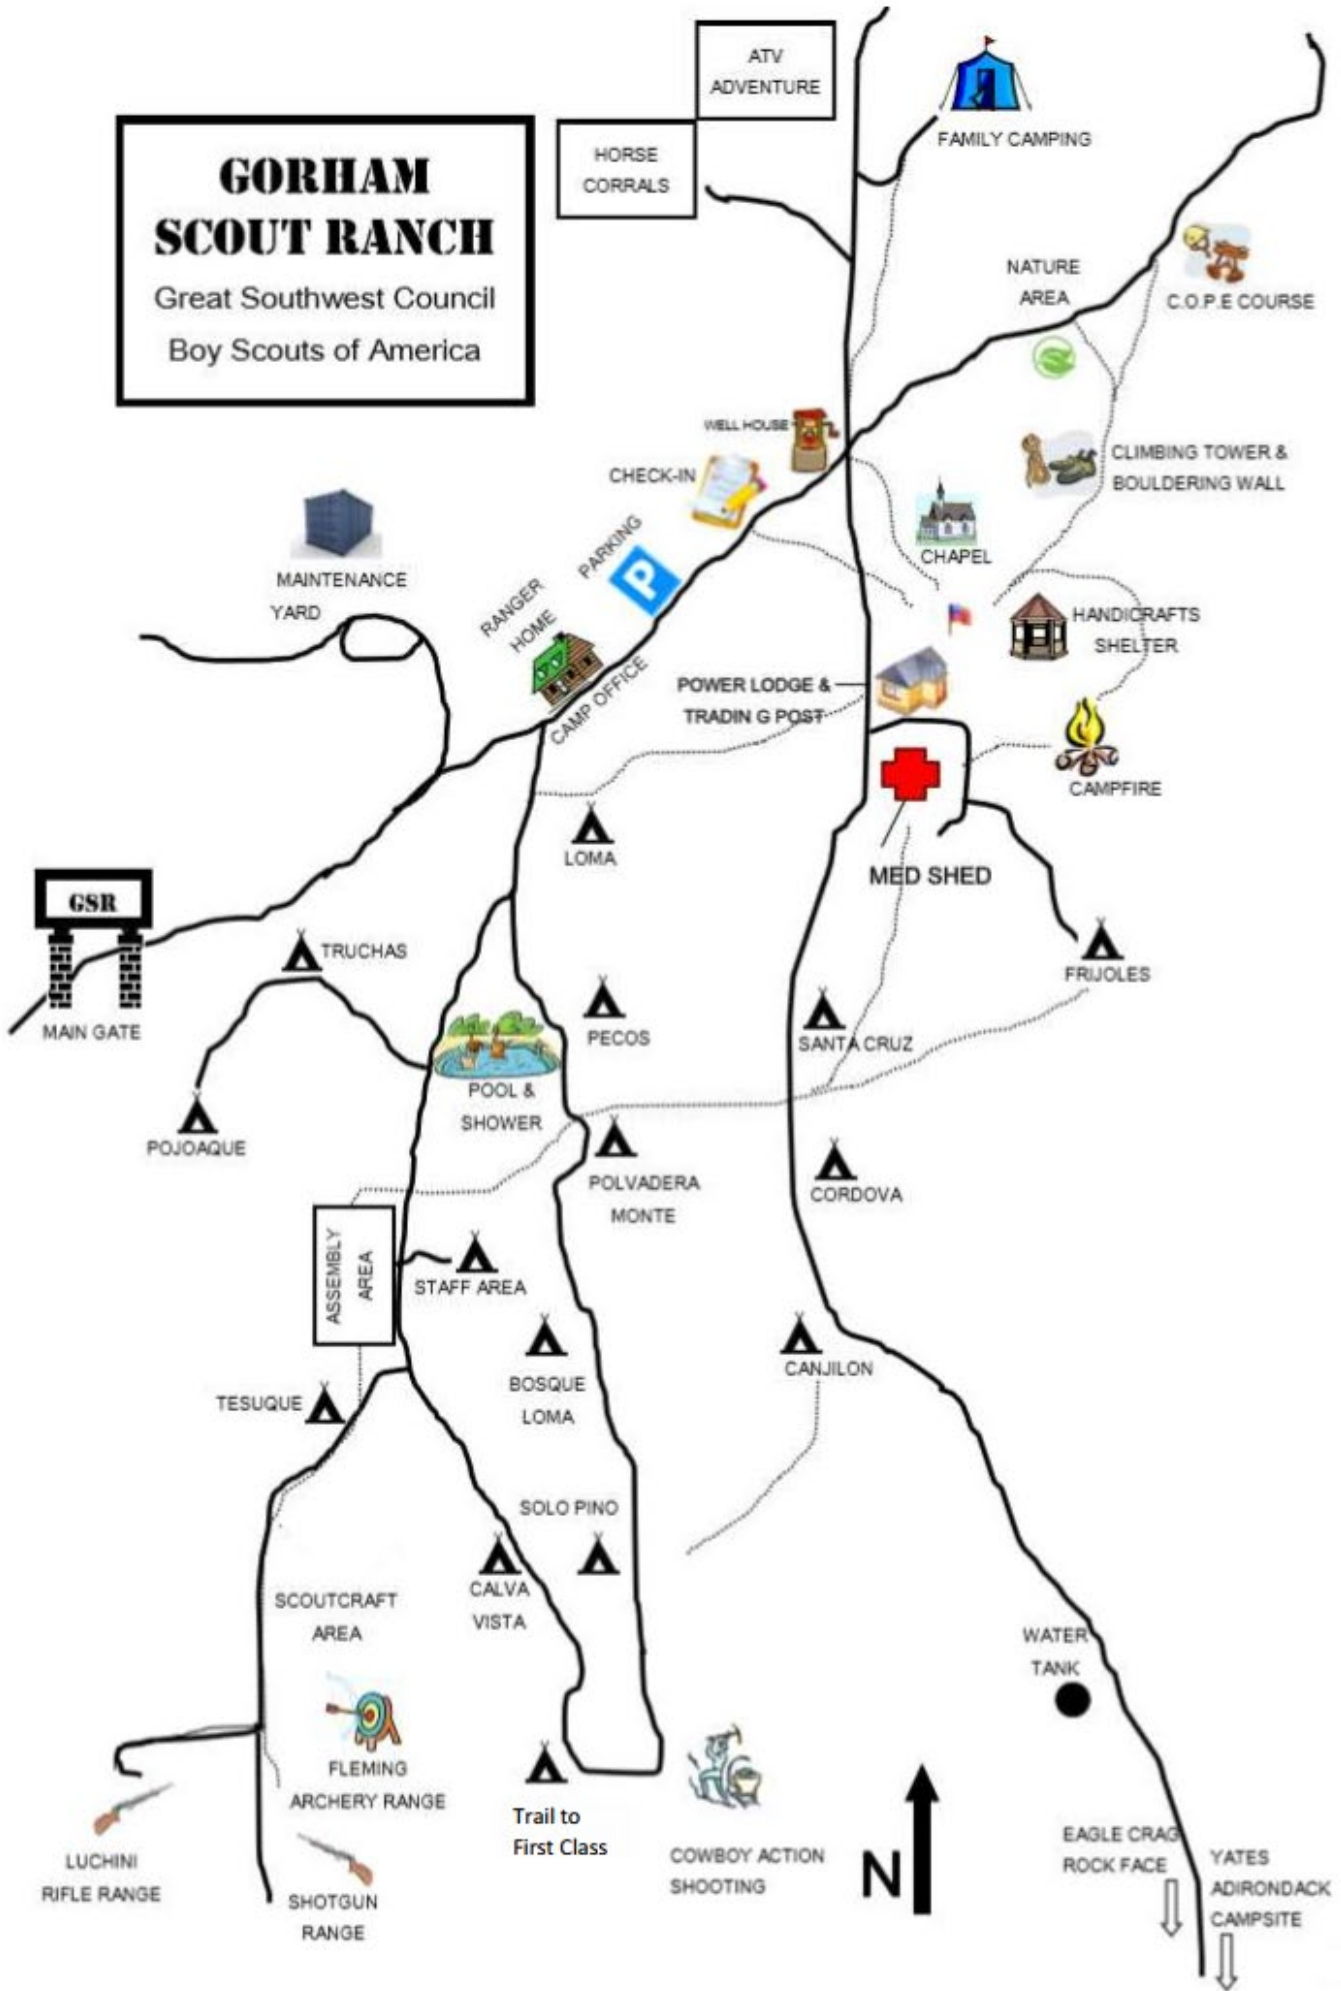 ATV
ADVENTURE
HORSE
CORRALS
FAMILY CAMPING
GORHAM
SCOUT RANCH
Great Southwest Council
Boy Scouts of America
NATURE
AREA
C.O.P.E COURSE
WELL HOUSE
CHECK-IN
CLIMBING TOWER &
BOULDERING WALL
PARKING
P
CHAPEL
MAINTENANCE
YARD
RANGER
HOME
CAMP OFFICE
HANDICRAFTS
SHELTER
POWER LODGE &
TRADIN G POST
CAMPFIRE
LOMA
MED SHED
GSR
MAIN GATE
TRUCHAS
FRIJOLES
PECOS
SANTA CRUZ
POOL &
SHOWER
POJOAQUE
POLVADERA
MONTE
CORDOVA
ASSEMBLY
AREA
STAFF AREA
CANJILON
BOSQUE
LOMA
TESUQUE
SOLO PINO
CALVA
VISTA
SCOUTCRAFT
AREA
WATER
TANK
FLEMING
ARCHERY RANGE
Trail to
First Class
LUCHINI
RIFLE RANGE
SHOTGUN
RANGE
COWBOY ACTION
SHOOTING
N
EAGLE CRAG
ROCK FACE
YATES
ADIRONDACK
CAMPSITE